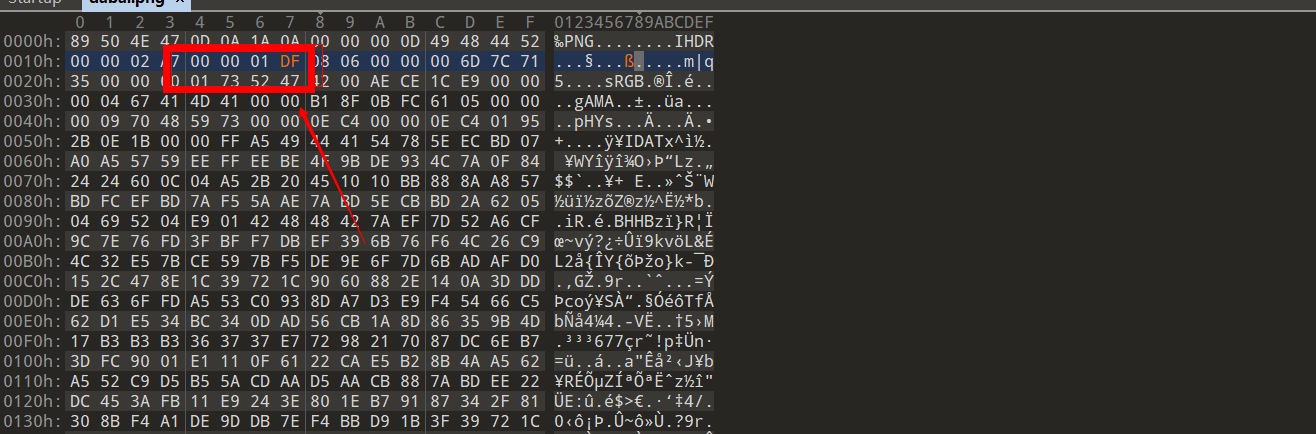 Startup
0 1 2 3 4 5 6 7 8 9 A B C D E F 0123456789ABCDEF
0000h: 89 50 4E 47 0D 0A 1A 0A 00 00 00 0D 49 48 44 52 ‰PNG........IHDR
0010h: 00 00 02 A7 00 00 01 DF 08 06 00 00 00 6D 7C 71 ...§...ß.....m|q
0020h: 35 00 00 00 01 73 52 47 42 00 AE CE 1C E9 00 00 5....sRGB.®Î.é..
0030h: 00 04 67 41 4D 41 00 00 B1 8F 0B FC 61 05 00 00 ..gAMA..±..üa...
0040h: 00 09 70 48 59 73 00 00 0E C4 00 00 0E C4 01 95 ..pHYs...Ä...Ä.•
0050h: 2B 0E 1B 00 00 FF A5 49 44 41 54 78 5E EC BD 07 +....ÿ¥IDATx^ì½.
0060h: A0 A5 57 59 EE FF EE BE 4F 9B DE 93 4C 7A 0F 84 ¥WYîÿî¾O›Þ“Lz.„
0070h: 24 24 60 0C 04 A5 2B 20 45 10 10 BB 88 8A A8 57 $$`..¥+ E..»ˆŠ¨W
0080h: BD FC EF BD 7A AF 5A AE 7A BD 5E CB BD 2A 62 05 ½üï½z¯Z®z½^Ë½*b.
0090h: 04 69 52 04 E9 01 42 48 48 42 7A EF 7D 52 A6 CF .iR.é.BHHBzï}R¦Ï
00A0h: 9C 7E 76 FD 3F BF F7 DB EF 39 6B 76 F6 4C 26 C9 œ~vý?¿÷Ûï9kvöL&É
00B0h: 4C 32 E5 7B CE 59 7B F5 DE 9E 6F 7D 6B AD AF D0 L2å{ÎY{õÞžo}k-¯Ð
00C0h: 15 2C 47 8E 1C 39 72 1C 90 60 88 2E 14 0A 3D DD .,GŽ.9r..`ˆ...=Ý
00D0h: DE 63 6F FD A5 53 C0 93 8D A7 D3 E9 F4 54 66 C5 Þcoý¥SÀ“.§ÓéôTfÅ
00E0h: 62 D1 E5 34 BC 34 0D AD 56 CB 1A 8D 86 35 9B 4D bÑå4¼4.-VË..†5›M
00F0h: 17 B3 B3 B3 36 37 37 E7 72 98 21 70 87 DC 6E B7 .³³³677çr˜!p‡Ün·
0100h: 3D FC 90 01 E1 11 0F 61 22 CA E5 B2 8B 4A A5 62 =ü..á..a"Êå²‹J¥b
0110h: A5 52 C9 D5 B5 5A CD AA D5 AA CB 88 7A BD EE 22 ¥RÉÕµZÍªÕªËˆz½î"
0120h: DC 45 3A FB 11 E9 24 3E 80 1E B7 91 87 34 2F 81 ÜE:û.é$>€.·‘‡4/.
0130h: 30 8B F4 A1 DE 9D DB 7E F4 BB D9 1B 3F 39 72 1C 0‹ô¡Þ.Û~ô»Ù.?9r.